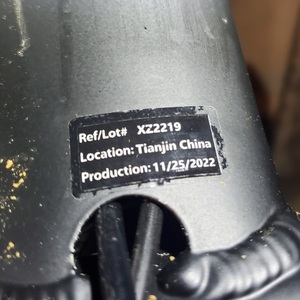 Ref/Lot# XZ2219
Location: Tianjin China
Production: 11/25/2022